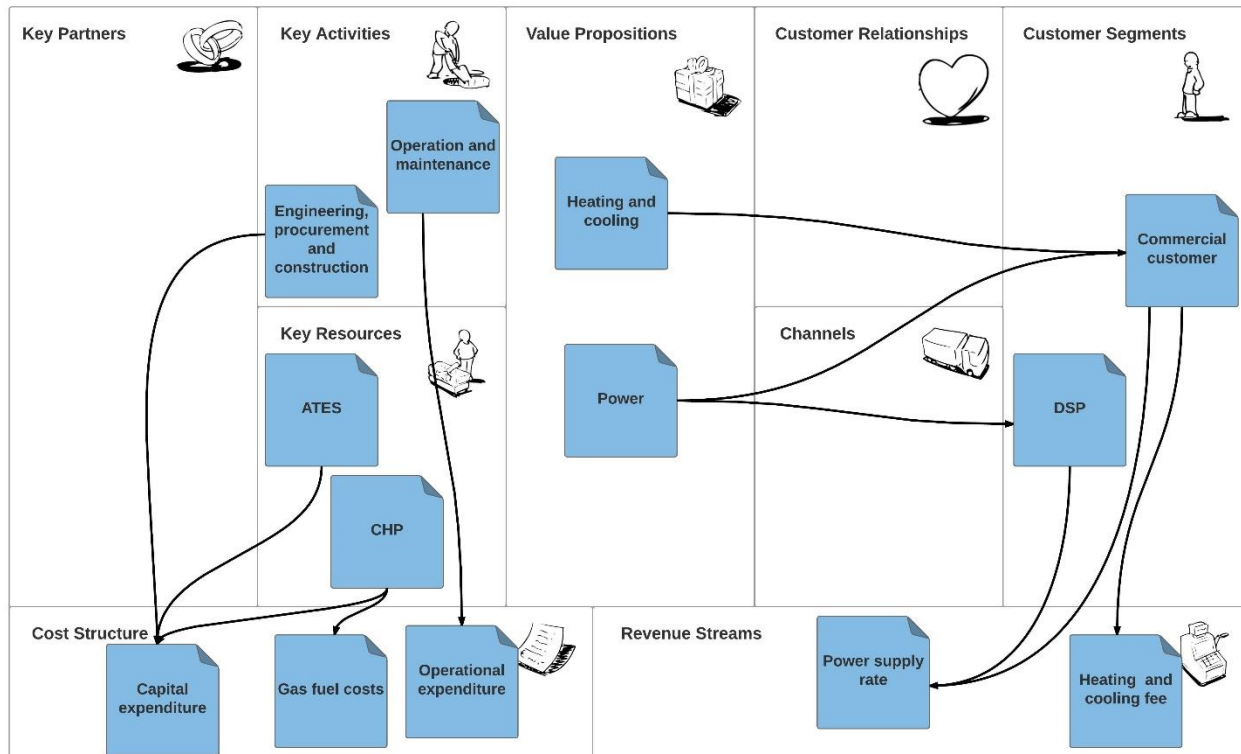 Key Partners
Key Activities
Value Propositions
Customer Relationships
Customer Segments
Operation and
maintenance
Engineering,
procurement
and
construction
Heating and
cooling
Commercial
customer
Key Resources
Channels
ATES
Power
DSP
CHP
Cost Structure
Revenue Streams
Capital
expenditure
Gas fuel costs
Operational
expenditure
Power supply
rate
Heating and
cooling fee